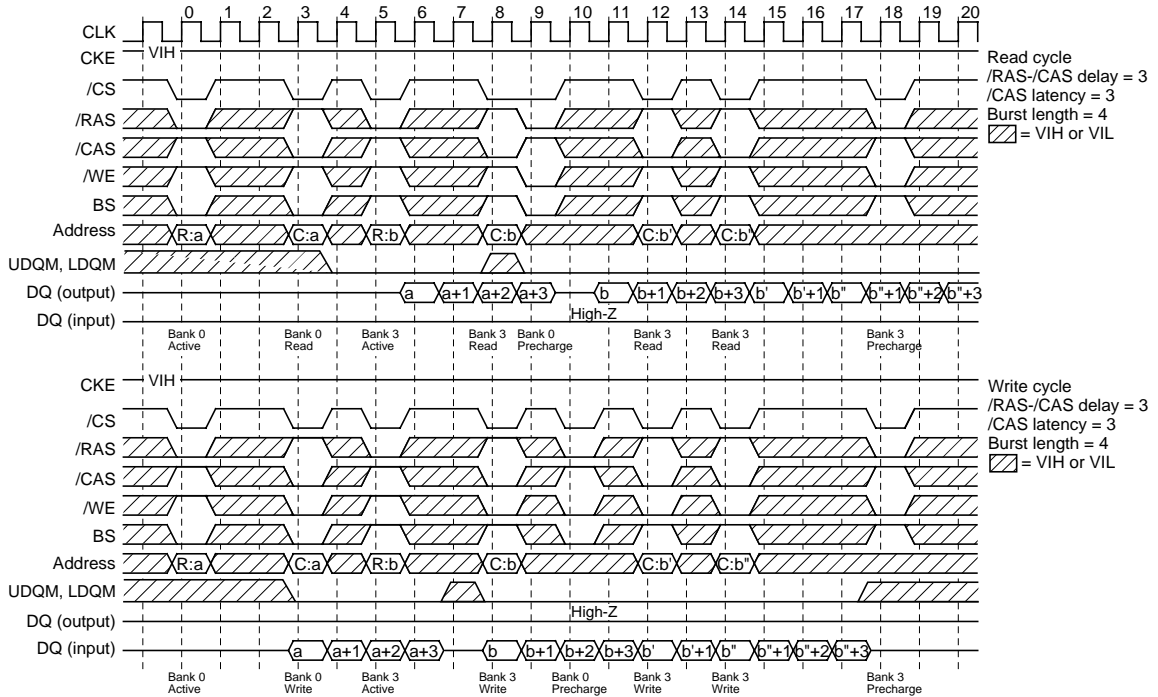 0 1 2 3 4 5 6 7 8 9 10 11 12 13 14 15 16 17 18 19 20
CLK
CKE VIH
/CS
/RAS
/CAS
/WE
BS
Address R:a C:a R:b C:b C:b' C:b"
UDQM, LDQM
DQ (output) a a+1 a+2 a+3 b b+1 b+2 b+3 b' b'+1 b" b"+1 b"+2 b"+3
High-Z
DQ (input)
Bank 0 Active
Bank 0 Read
Bank 3 Active
Bank 3 Read
Bank 0 Precharge
Bank 3 Read
Bank 3 Read
Bank 3 Precharge
Read cycle
/RAS-/CAS delay = 3
/CAS latency = 3
Burst length = 4
= VIH or VIL
CKE VIH
/CS
/RAS
/CAS
/WE
BS
Address R:a C:a R:b C:b C:b' C:b"
UDQM, LDQM
High-Z
DQ (output)
DQ (input) a a+1 a+2 a+3 b b+1 b+2 b+3 b' b'+1 b" b"+1 b"+2 b"+3
Bank 0 Active
Bank 0 Write
Bank 3 Active
Bank 3 Write
Bank 0 Precharge
Bank 3 Write
Bank 3 Write
Bank 3 Precharge
Write cycle
/RAS-/CAS delay = 3
/CAS latency = 3
Burst length = 4
= VIH or VIL